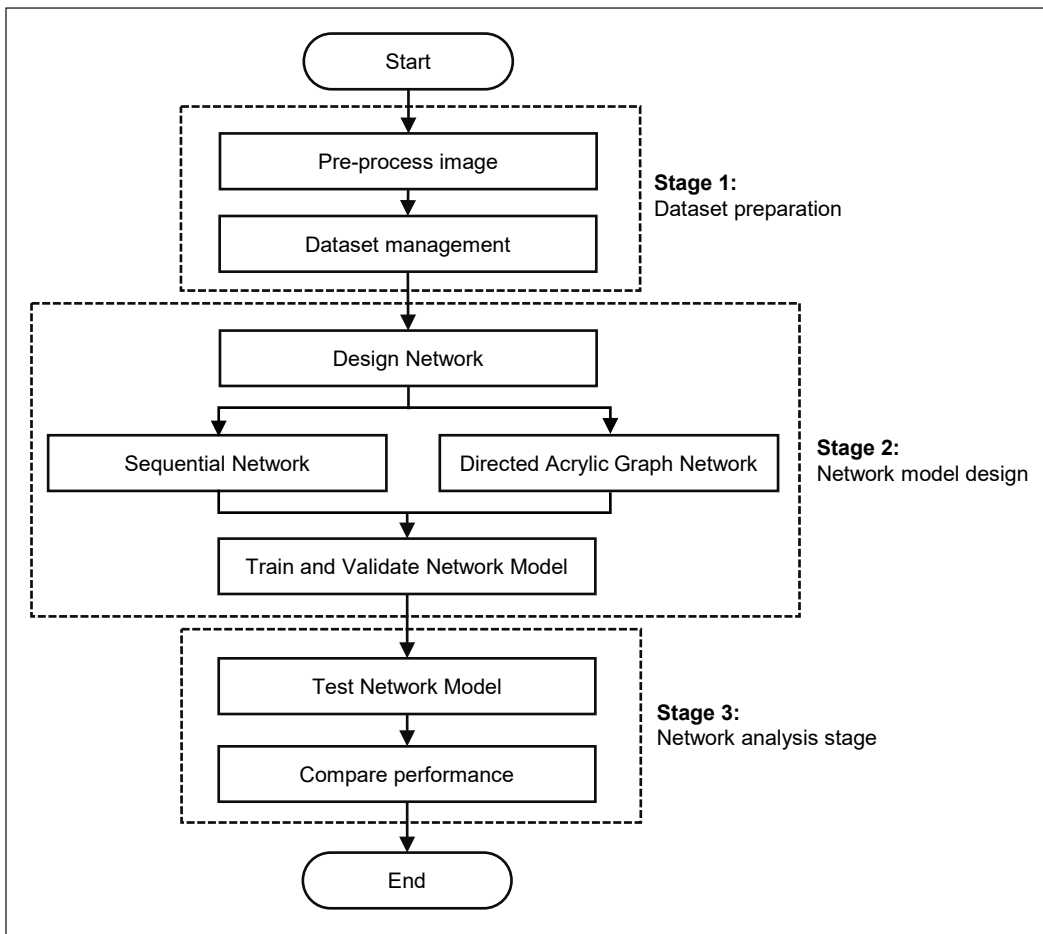 Start
Pre-process image
Stage 1:
Dataset preparation
Dataset management
Design Network
Sequential Network
Directed Acrylic Graph Network
Stage 2:
Network model design
Train and Validate Network Model
Test Network Model
Stage 3:
Network analysis stage
Compare performance
End